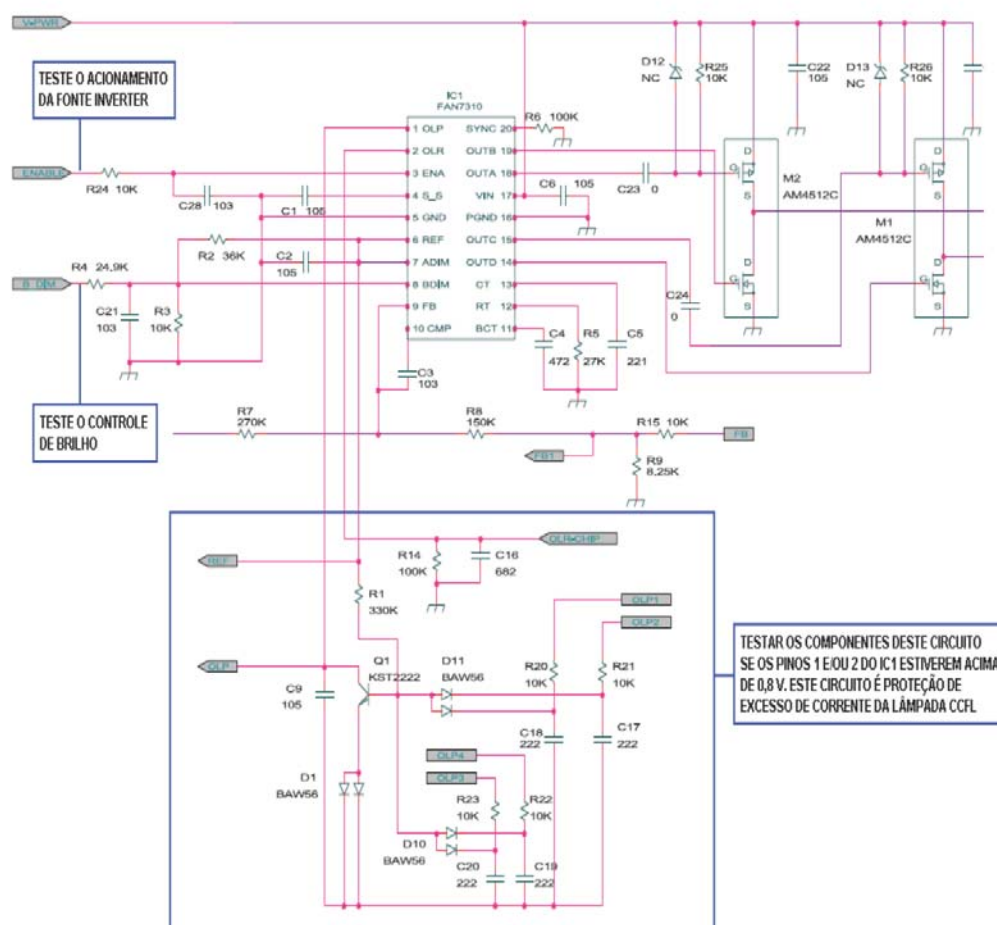 V-PWR
TESTE O ACIONAMENTO
DA FONTE INVERTER
D12
NC
R25
10K
C22
105
D13
NC
R26
10K
IC1
FAN7310
R6 100K
1 OLP
2 OLR
3 ENA
4 S_S
5 GND
6 REF
7 ADIM
8 BDIM
9 FB
10 CMP
SYNC 20
OUTB 19
OUTA 18
VIN 17
PGND 16
OUTC 15
OUTD 14
CT 13
RT 12
BCT 11
ENABLE
R24 10K
C28 103
C1 105
C6 105
C23 0
D
G
S
M2
AM4512C
D
G
S
D
G
S
M1
AM4512C
D
G
S
R2 36K
C2
105
R4 24,9K
B_DIM
C21
103
R3
10K
C24
0
C4
472
R5
27K
C5
221
C3
103
TESTE O CONTROLE
DE BRILHO
R7
270K
R8
150K
R15 10K
FB
FB1
R9
8.25K
R14
100K
C16
682
OLR-CHIP
REF
R1
330K
OLP1
OLP2
OLP
Q1
KST2222
D11
BAW56
R20
10K
R21
10K
C9
105
C18
222
C17
222
OLP4
OLP3
D1
BAW56
R23
10K
R22
10K
D10
BAW56
C20
222
C19
222
TESTAR OS COMPONENTES DESTE CIRCUITO
SE OS PINOS 1 E/OU 2 DO IC1 ESTIVEREM ACIMA
DE 0,8 V. ESTE CIRCUITO É PROTEÇÃO DE
EXCESSO DE CORRENTE DA LÂMPADA CCFL